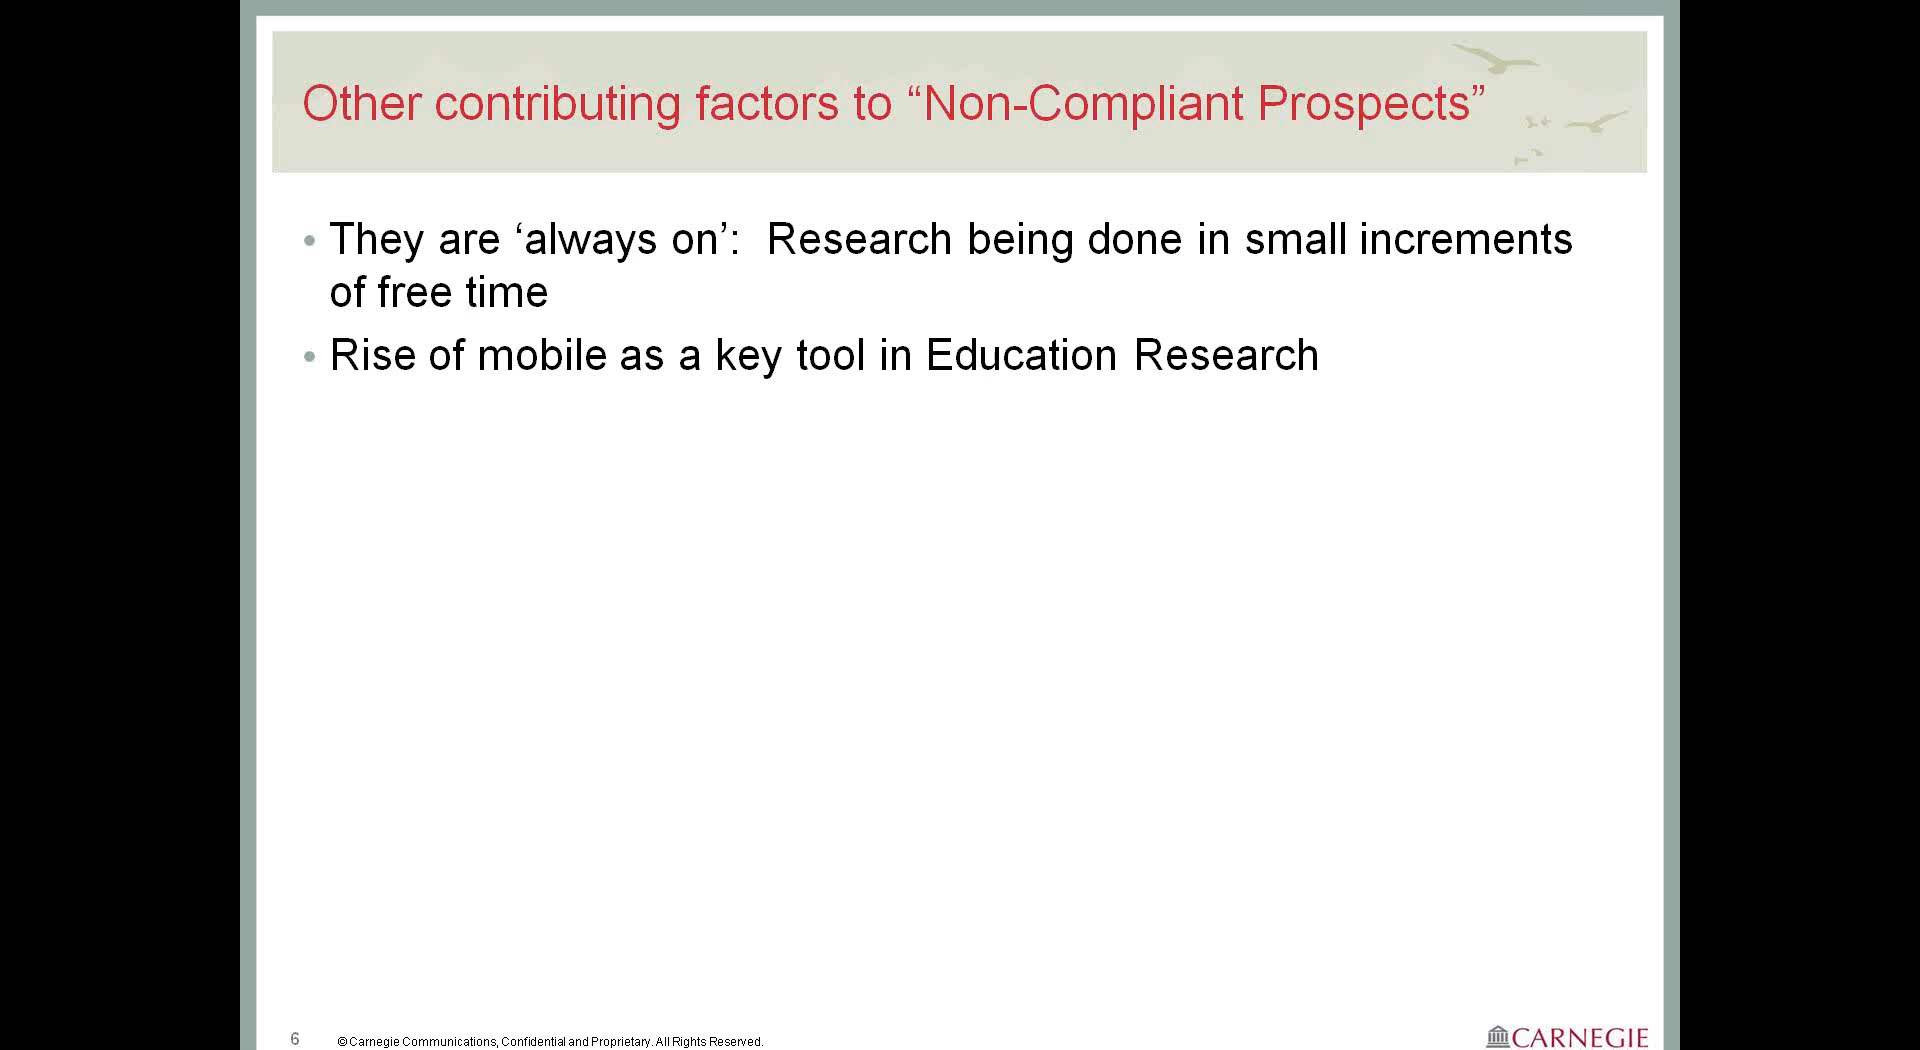 Other contributing factors to “Non-Compliant Prospects”
• They are ‘always on’:  Research being done in small increments
of free time
• Rise of mobile as a key tool in Education Research
6
© Carnegie Communications, Confidential and Proprietary. All Rights Reserved.
CARNEGIE